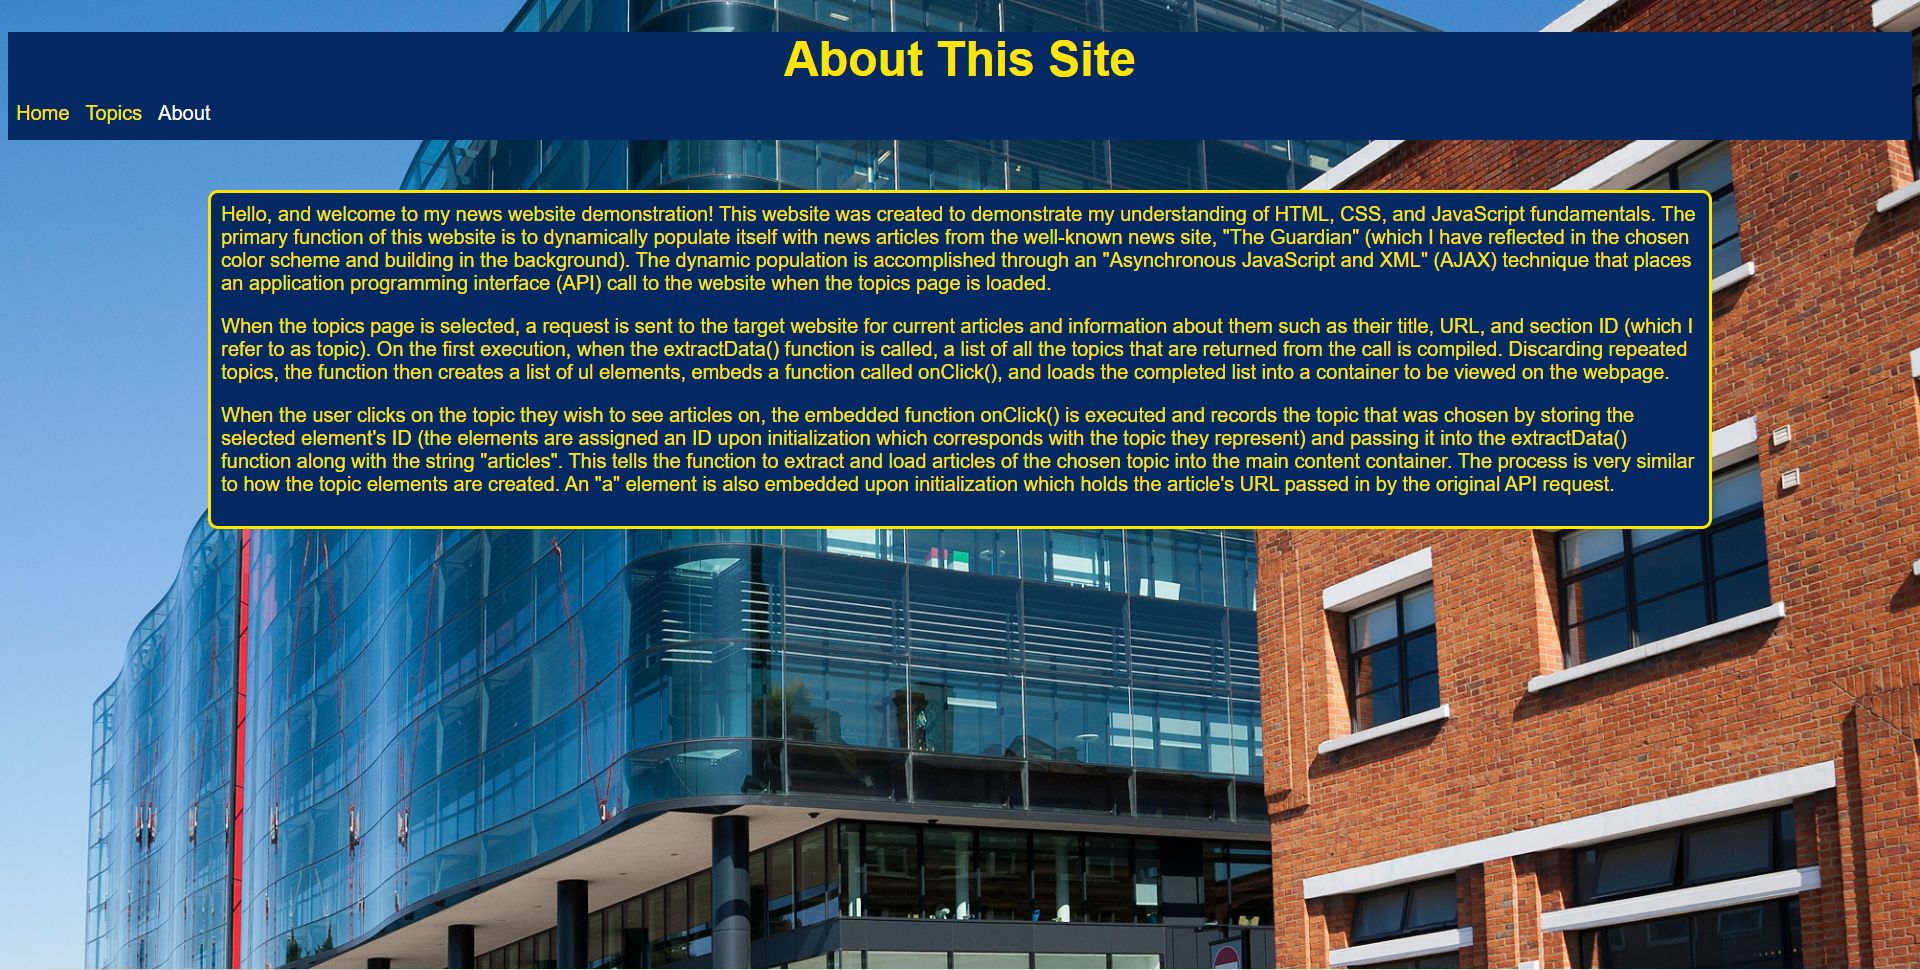 About This Site
Home Topics About
Hello, and welcome to my news website demonstration! This website was created to demonstrate my understanding of HTML, CSS, and JavaScript fundamentals. The
primary function of this website is to dynamically populate itself with news articles from the well-known news site, "The Guardian" (which I have reflected in the chosen
color scheme and building in the background). The dynamic population is accomplished through an "Asynchronous JavaScript and XML" (AJAX) technique that places
an application programming interface (API) call to the website when the topics page is loaded.
When the topics page is selected, a request is sent to the target website for current articles and information about them such as their title, URL, and section ID (which I
refer to as topic). On the first execution, when the extractData() function is called, a list of all the topics that are returned from the call is compiled. Discarding repeated
topics, the function then creates a list of ul elements, embeds a function called onClick(), and loads the completed list into a container to be viewed on the webpage.
When the user clicks on the topic they wish to see articles on, the embedded function onClick() is executed and records the topic that was chosen by storing the
selected element's ID (the elements are assigned an ID upon initialization which corresponds with the topic they represent) and passing it into the extractData()
function along with the string "articles". This tells the function to extract and load articles of the chosen topic into the main content container. The process is very similar
to how the topic elements are created. An "a" element is also embedded upon initialization which holds the article's URL passed in by the original API request.